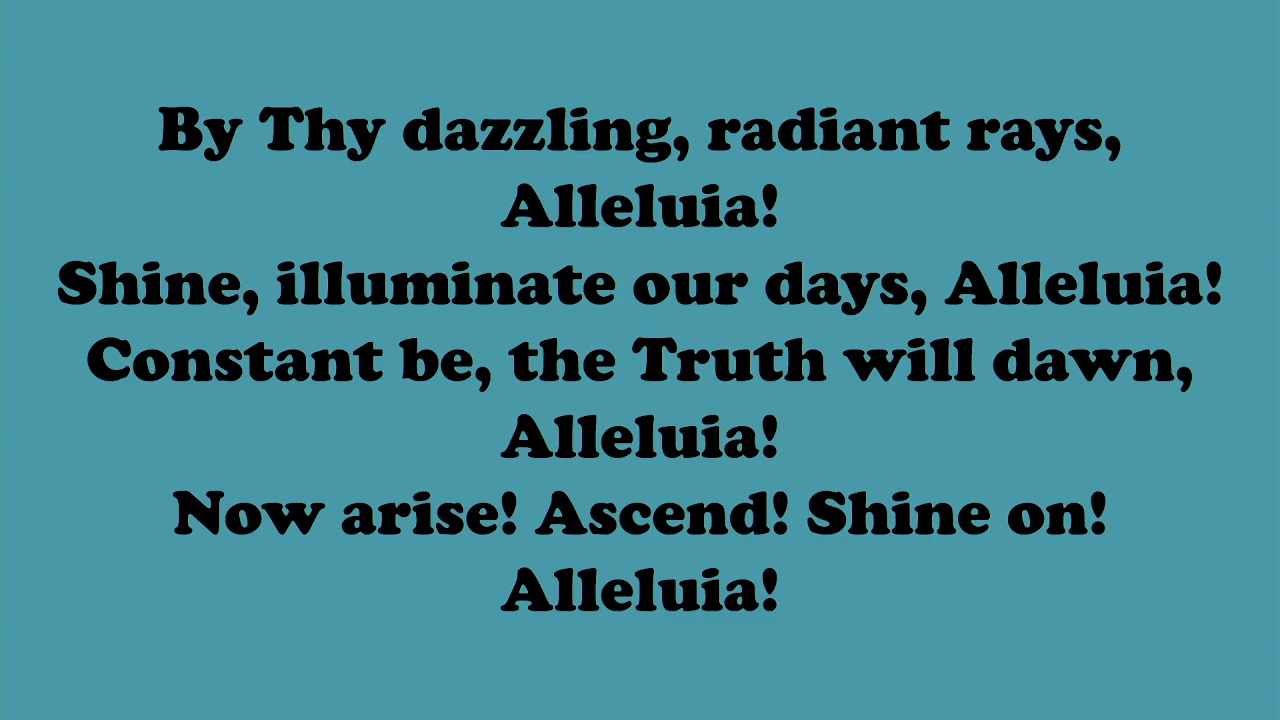 By Thy dazzling, radiant rays,
Alleluia!
Shine, illuminate our days, Alleluia!
Constant be, the Truth will dawn,
Alleluia!
Now arise! Ascend! Shine on!
Alleluia!